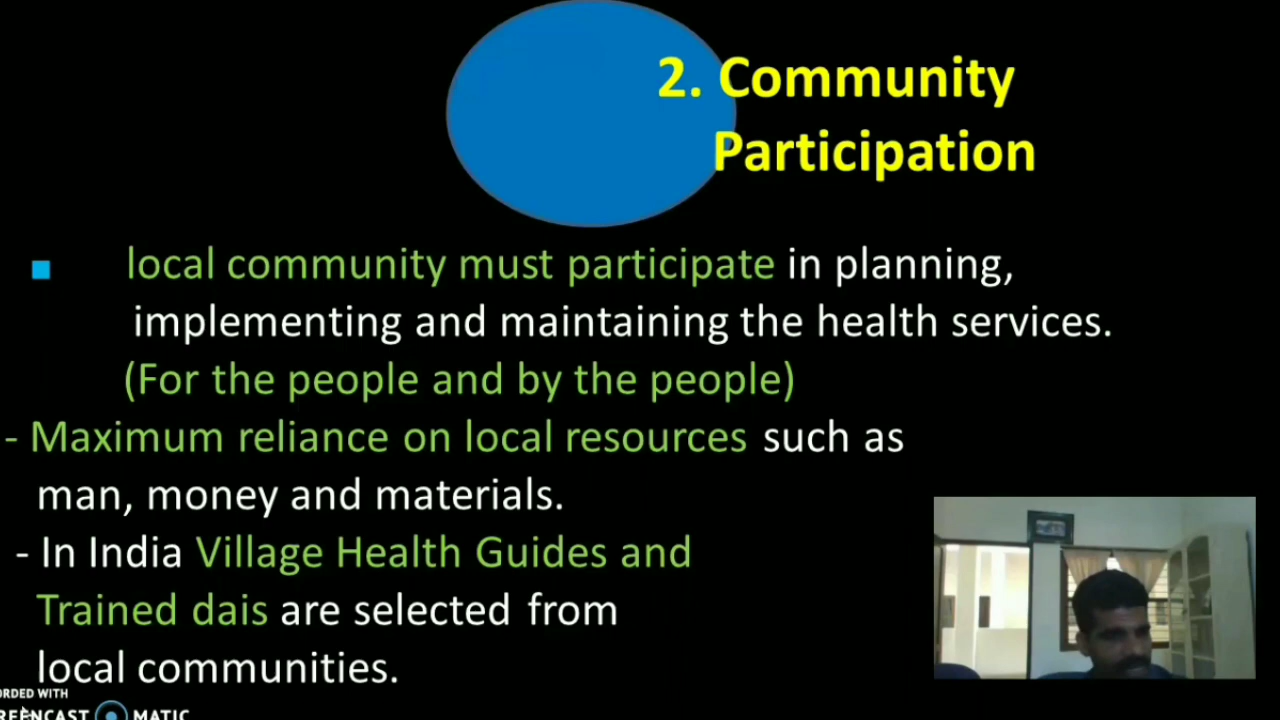 2. Community
Participation
local community must participate in planning,
implementing and maintaining the health services.
(For the people and by the people)
- Maximum reliance on local resources such as
man, money and materials.
- In India Village Health Guides and
Trained dais are selected from
local communities.
ORDED WITH
REENCAST MATIC